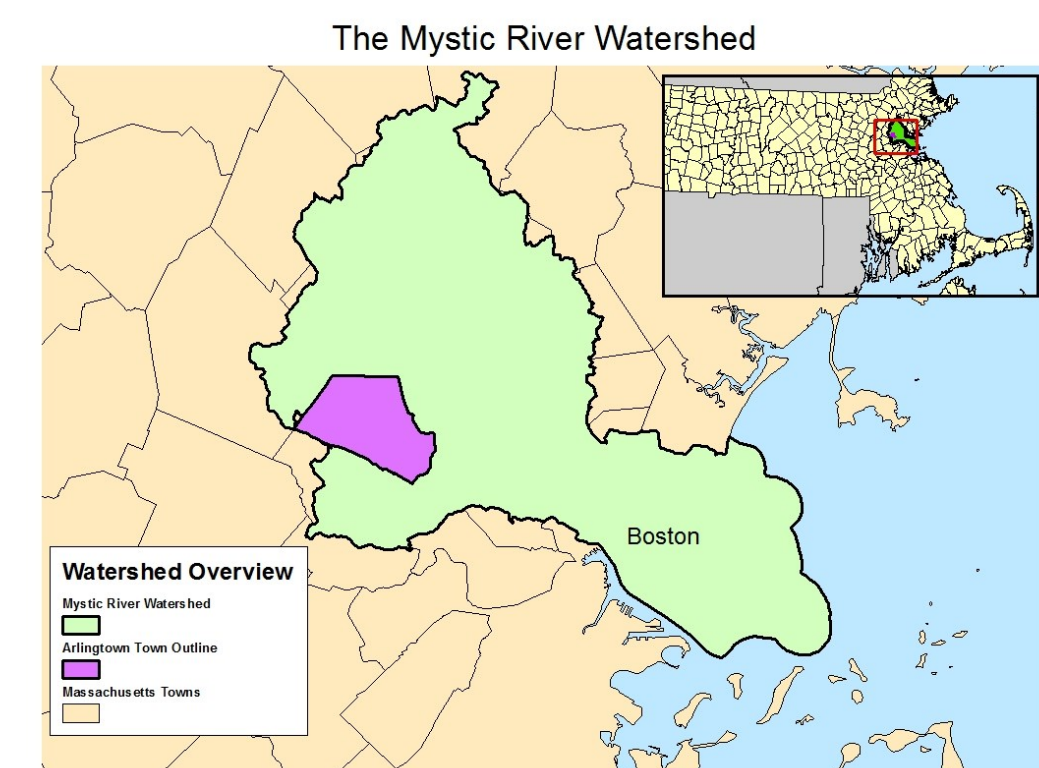 The Mystic River Watershed
Boston
Watershed Overview
Mystic River Watershed
Arlingtown Town Outline
Massachusetts Towns